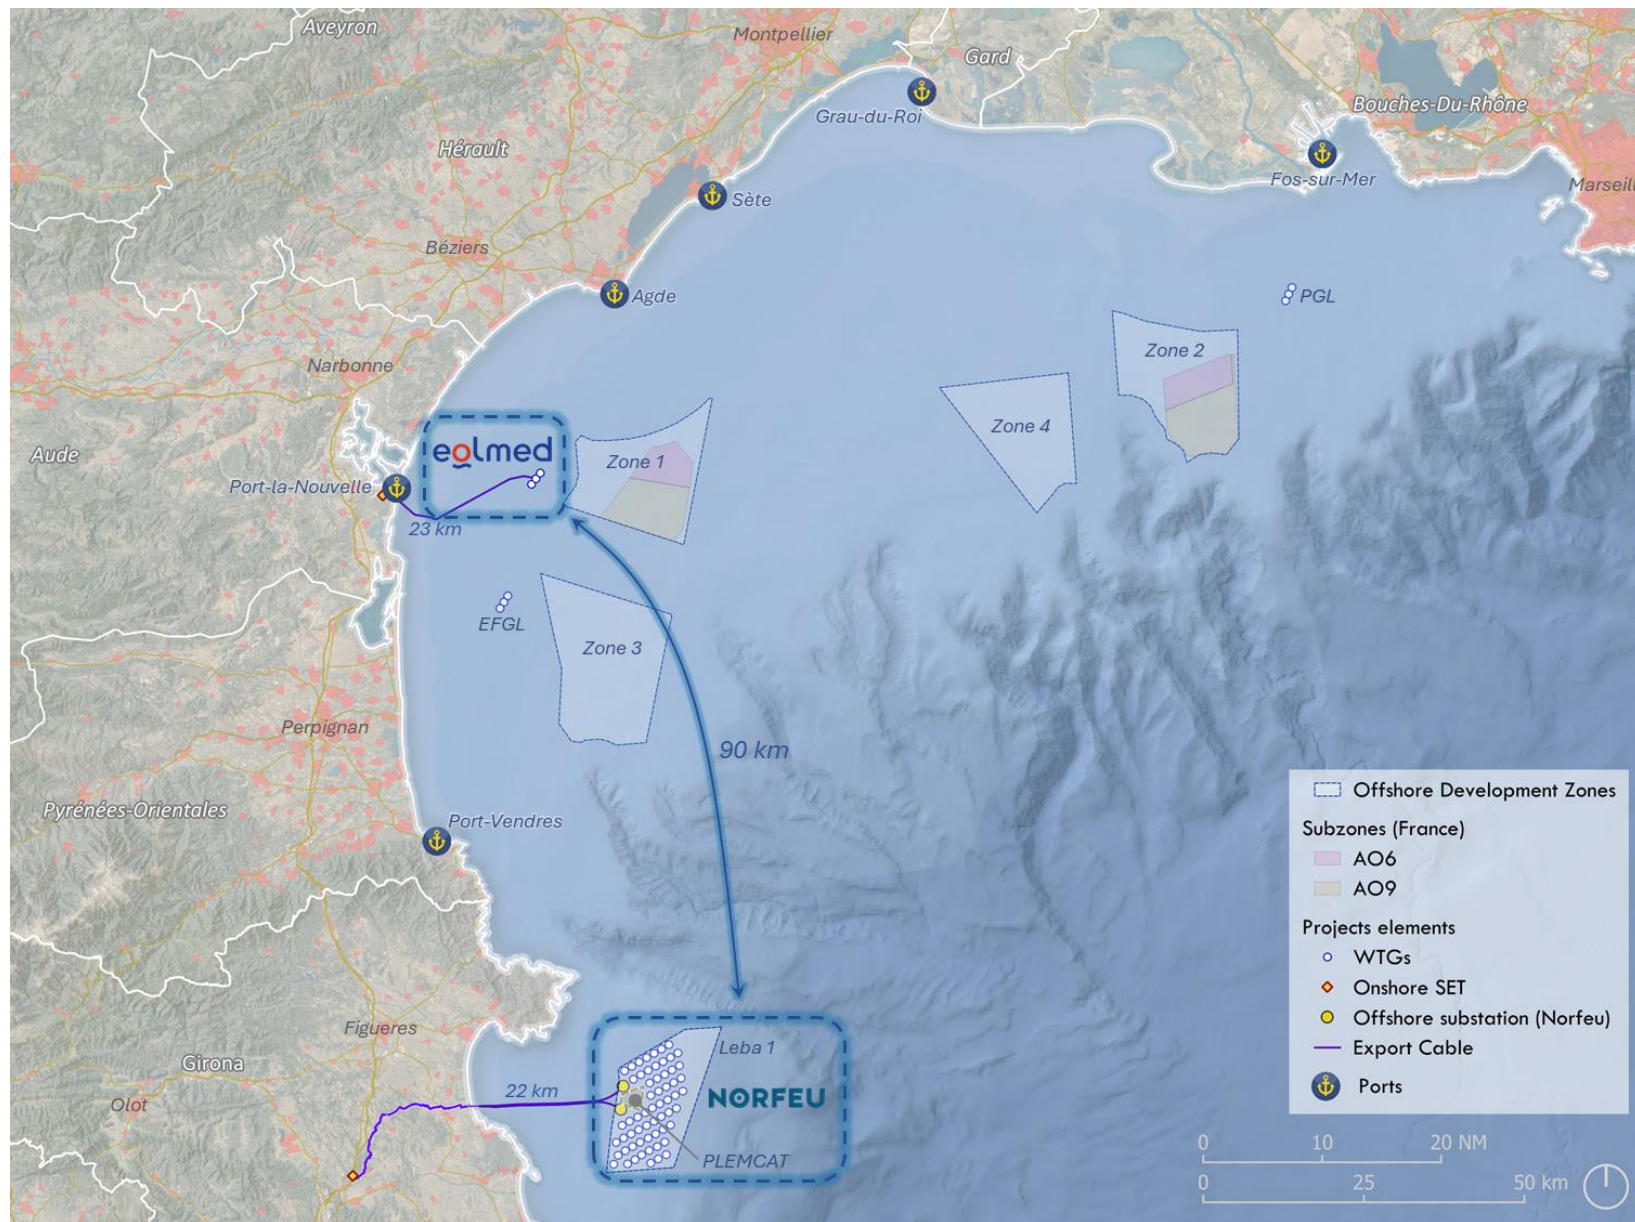 Aveyron
Montpellier
Gard
Grau-du-Roi
Bouches-Du-Rhône
Hérault
Fos-sur-Mer
Marseill
Sète
Béziers
Agde
PGL
Narbonne
Zone 2
Zone 4
eolmed
Aude
Zone 1
Port-la-Nouvelle
23 km
EFGL
Zone 3
Perpignan
90 km
Pyrénées-Orientales
Port-Vendres
Offshore Development Zones
Subzones (France)
AO6
AO9
Projects elements
WTGs
Onshore SET
Offshore substation (Norfeu)
Export Cable
Ports
Figueres
Girona
Leba 1
22 km
NORFEU
Olot
PLEMCAT
0 10 20 NM
0 25 50 km